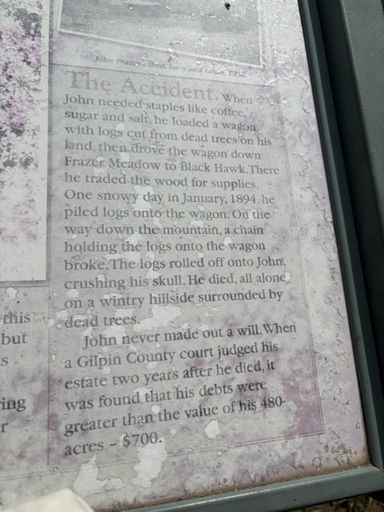 John Frazer, barn and cabin,
The Accident. When
John needed staples like coffee,
sugar and salt, he loaded a wagon
with logs cut from dead trees on his
land, then drove the wagon down
Frazer Meadow to Black Hawk. There
he traded the wood for supplies.
One snowy day in January, 1894, he
piled logs onto the wagon. On the
way down the mountain, a chain
holding the logs onto the wagon
broke. The logs rolled off onto John,
crushing his skull. He died, all alone
on a wintry hillside surrounded by
dead trees.
John never made out a will. When
a Gilpin County court judged his
estate two years after he died, it
was found that his debts were
greater than the value of his 480-
acres – $700.
this
but
s
ring
r